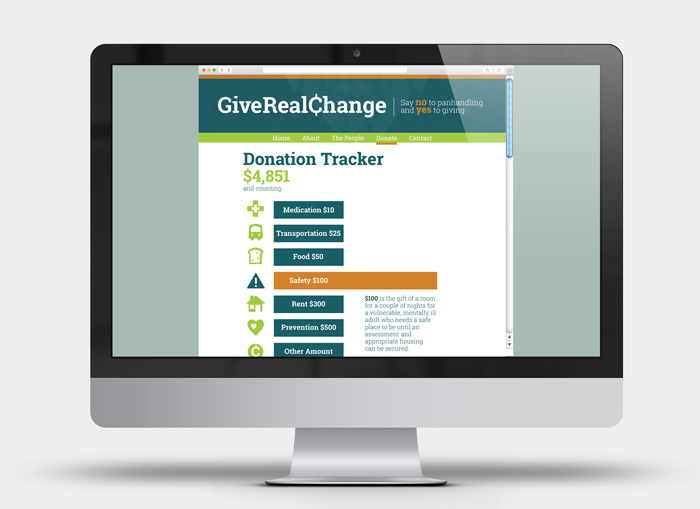 GiveRealChange
Say no to panhandling
and yes to giving
Home About The People Donate Contact
Donation Tracker
$4,851
and counting
Medication $10
Transportation $25
Food $50
Safety $100
Rent $300
Prevention $500
Other Amount
$100 is the gift of a room
for a couple of nights for
a vulnerable, mentally ill
adult who needs a safe
place to be until an
assessment and
appropriate housing
can be secured.